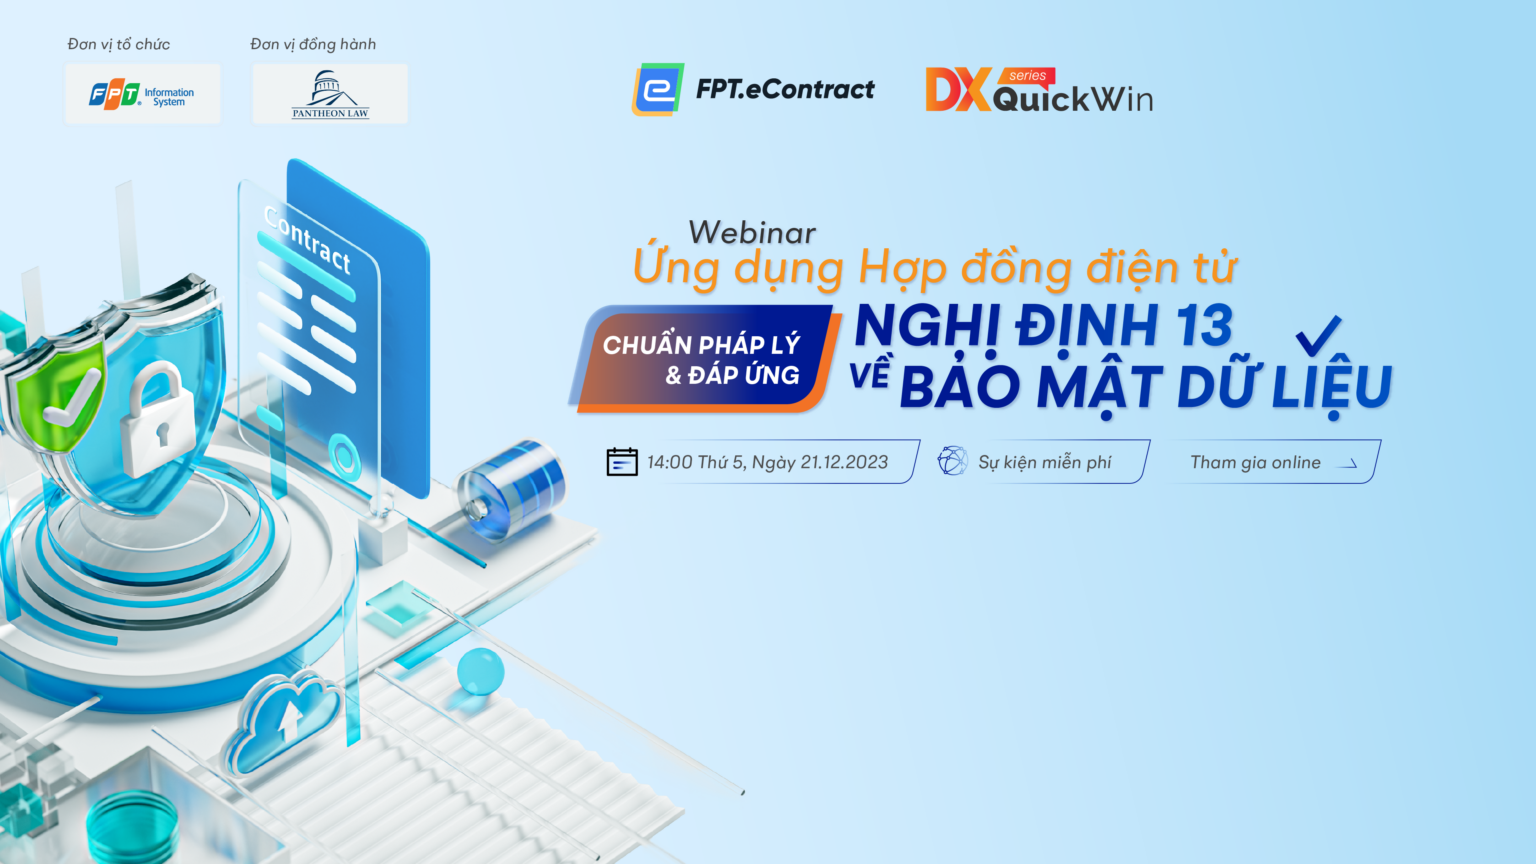 Đơn vị tổ chức
Đơn vị đồng hành
FPT Information
System
PANTHEON LAW
FPT.eContract
DX series
QuickWin
Contract
Webinar
Ứng dụng Hợp đồng điện tử
CHUẨN PHÁP LÝ
& ĐÁP ỨNG
NGHỊ ĐỊNH 13
VỀ BẢO MẬT DỮ LIỆU
14:00 Thứ 5, Ngày 21.12.2023
Sự kiện miễn phí
Tham gia online